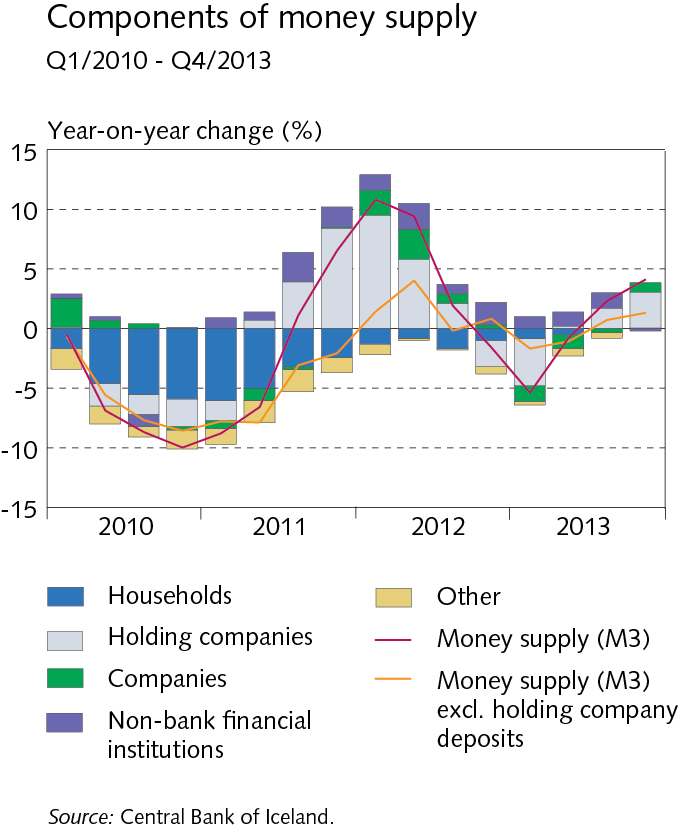 Components of money supply
Q1/2010 - Q4/2013
Year-on-year change (%)
15
10
5
0
-5
-10
-15
2010 2011 2012 2013
Households
Holding companies
Companies
Non-bank financial
institutions
Other
Money supply (M3)
Money supply (M3)
excl. holding company
deposits
Source: Central Bank of Iceland.